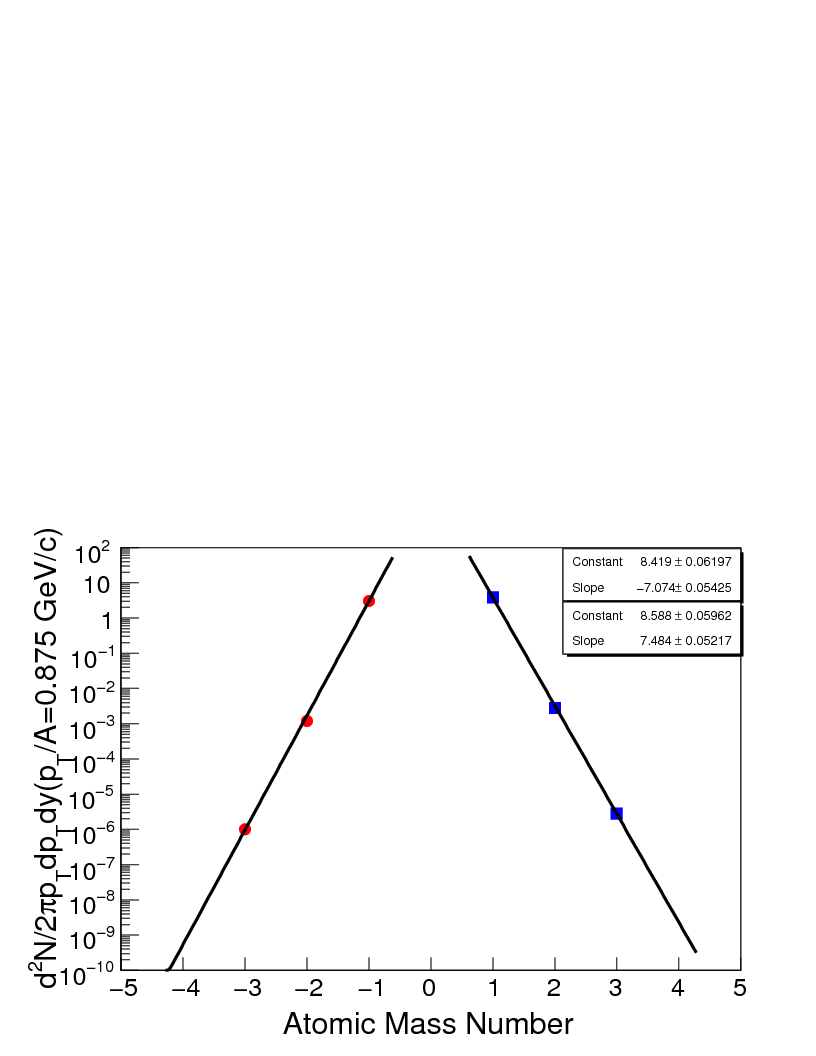 d²N/2πp_Tdp_Tdy(p_T/A=0.875 GeV/c)
10²
10
1
10⁻¹
10⁻²
10⁻³
10⁻⁴
10⁻⁵
10⁻⁶
10⁻⁷
10⁻⁸
10⁻⁹
10⁻¹⁰
Constant 8.419 ± 0.06197
Slope −7.074± 0.05425
Constant 8.588 ± 0.05962
Slope 7.484 ± 0.05217
−5 −4 −3 −2 −1 0 1 2 3 4 5
Atomic Mass Number